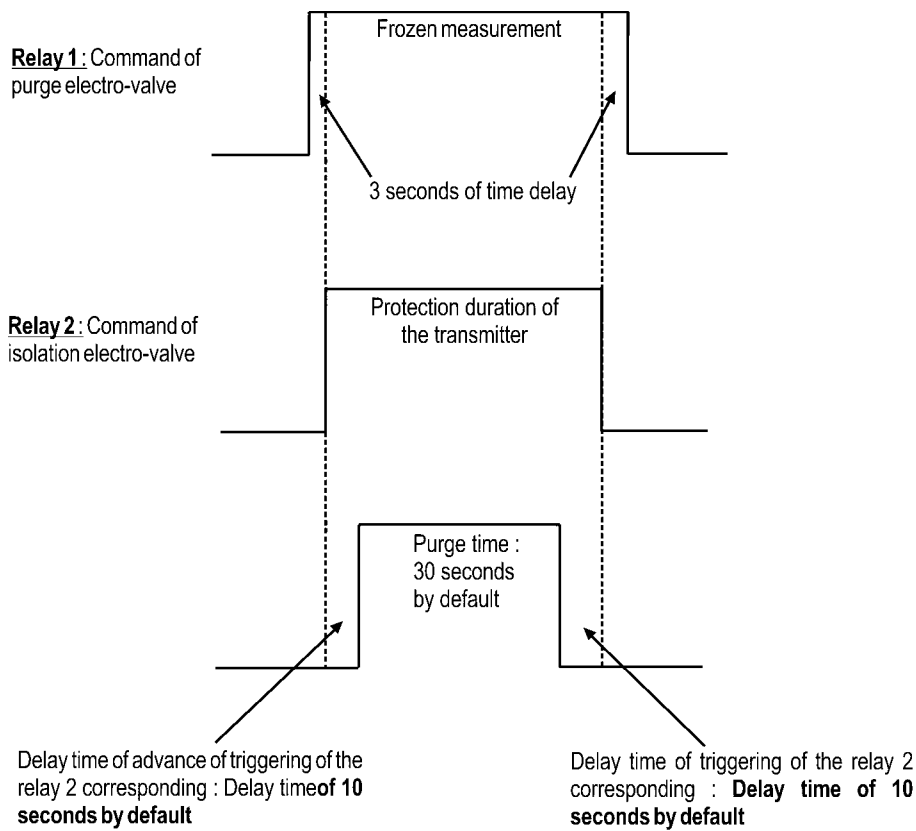 Frozen measurement
Relay 1 : Command of
purge electro-valve
3 seconds of time delay
Protection duration of
the transmitter
Relay 2 : Command of
isolation electro-valve
Purge time :
30 seconds
by default
Delay time of advance of triggering of the
relay 2 corresponding : Delay timeof 10
seconds by default
Delay time of triggering of the relay 2
corresponding : Delay time of 10
seconds by default